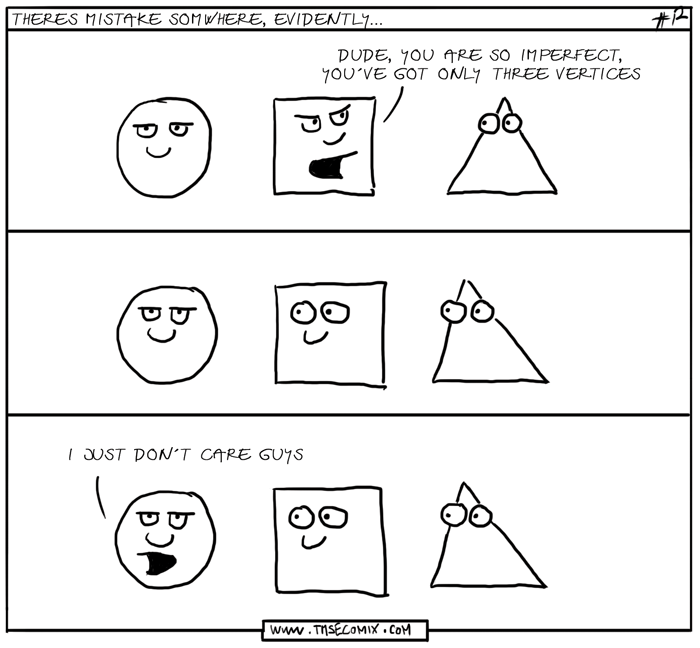 THERES MISTAKE SOMWHERE, EVIDENTLY...
#12
DUDE, YOU ARE SO IMPERFECT,
YOU'VE GOT ONLY THREE VERTICES
I JUST DON'T CARE GUYS
WWW.TMSECOMIX.COM